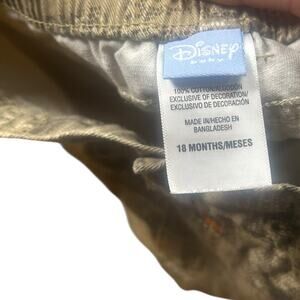 Disney
BABY
100% COTTON/ALGODÓN
EXCLUSIVE OF DECORATION/
EXCLUSIVO DE DECORACIÓN
MADE IN/HECHO EN
BANGLADESH
18 MONTHS/MESES